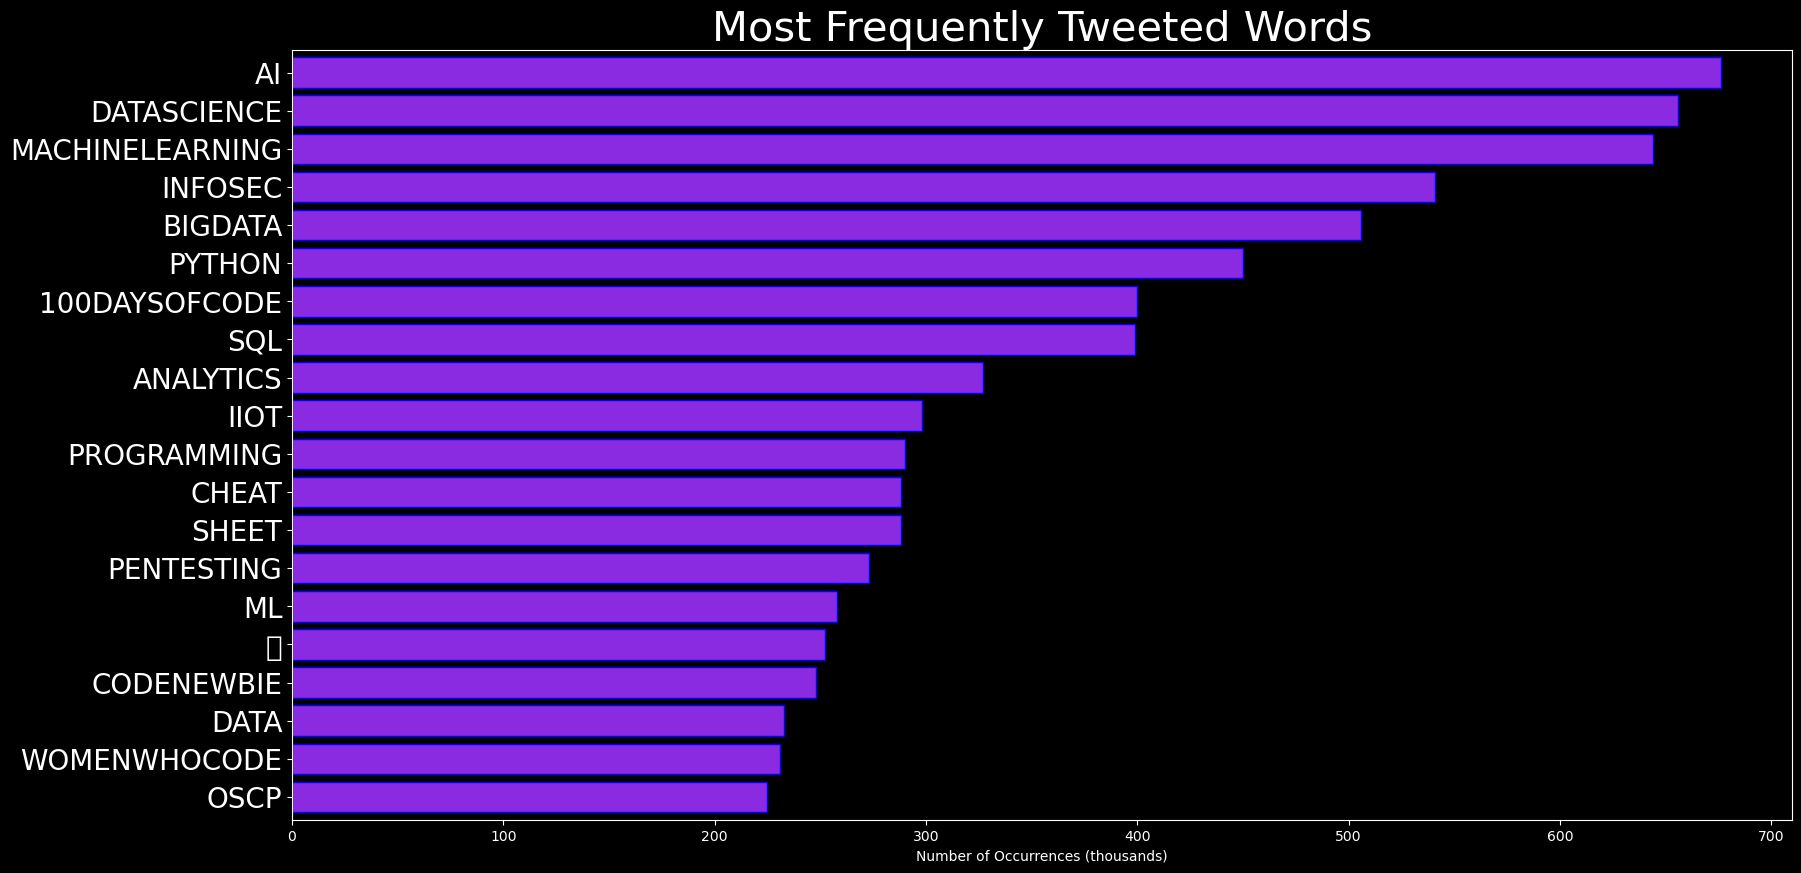 Most Frequently Tweeted Words
AI
DATASCIENCE
MACHINELEARNING
INFOSEC
BIGDATA
PYTHON
100DAYSOFCODE
SQL
ANALYTICS
IIOT
PROGRAMMING
CHEAT
SHEET
PENTESTING
ML
CODENEWBIE
DATA
WOMENWHOCODE
OSCP
0 100 200 300 400 500 600 700
Number of Occurrences (thousands)